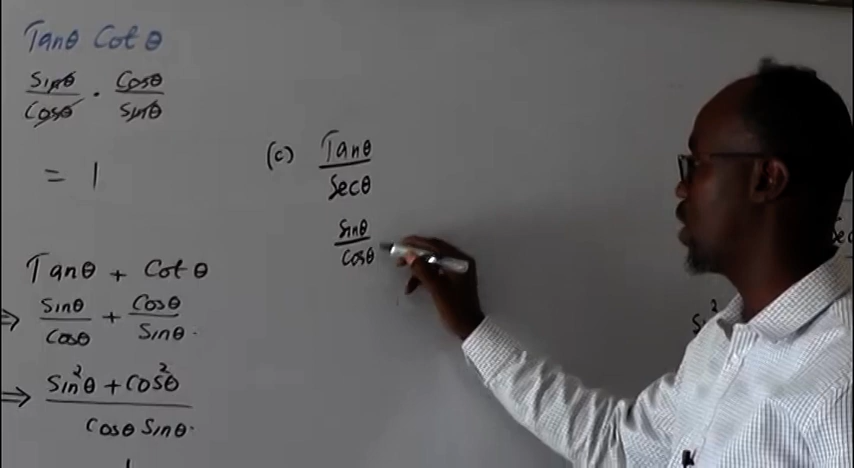 Tanθ Cotθ
Sinθ/Cosθ · Cosθ/Sinθ
= 1
Tanθ + Cotθ
⇒ Sinθ/Cosθ + Cosθ/Sinθ.
⇒ Sin²θ + Cos²θ / Cosθ Sinθ.
(c) Tanθ/Secθ
Sinθ/Cosθ